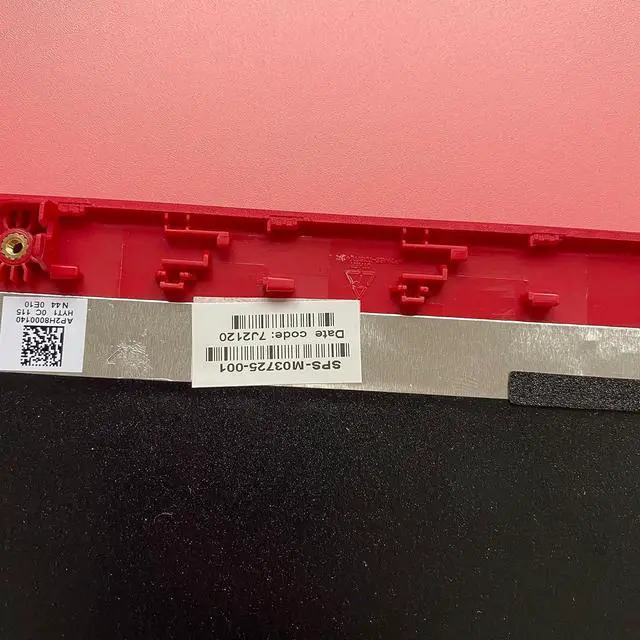 SPS-M03725-001
Date code: 7J2120
AP2H8000140
HYT1 0C 115
N44 0E10